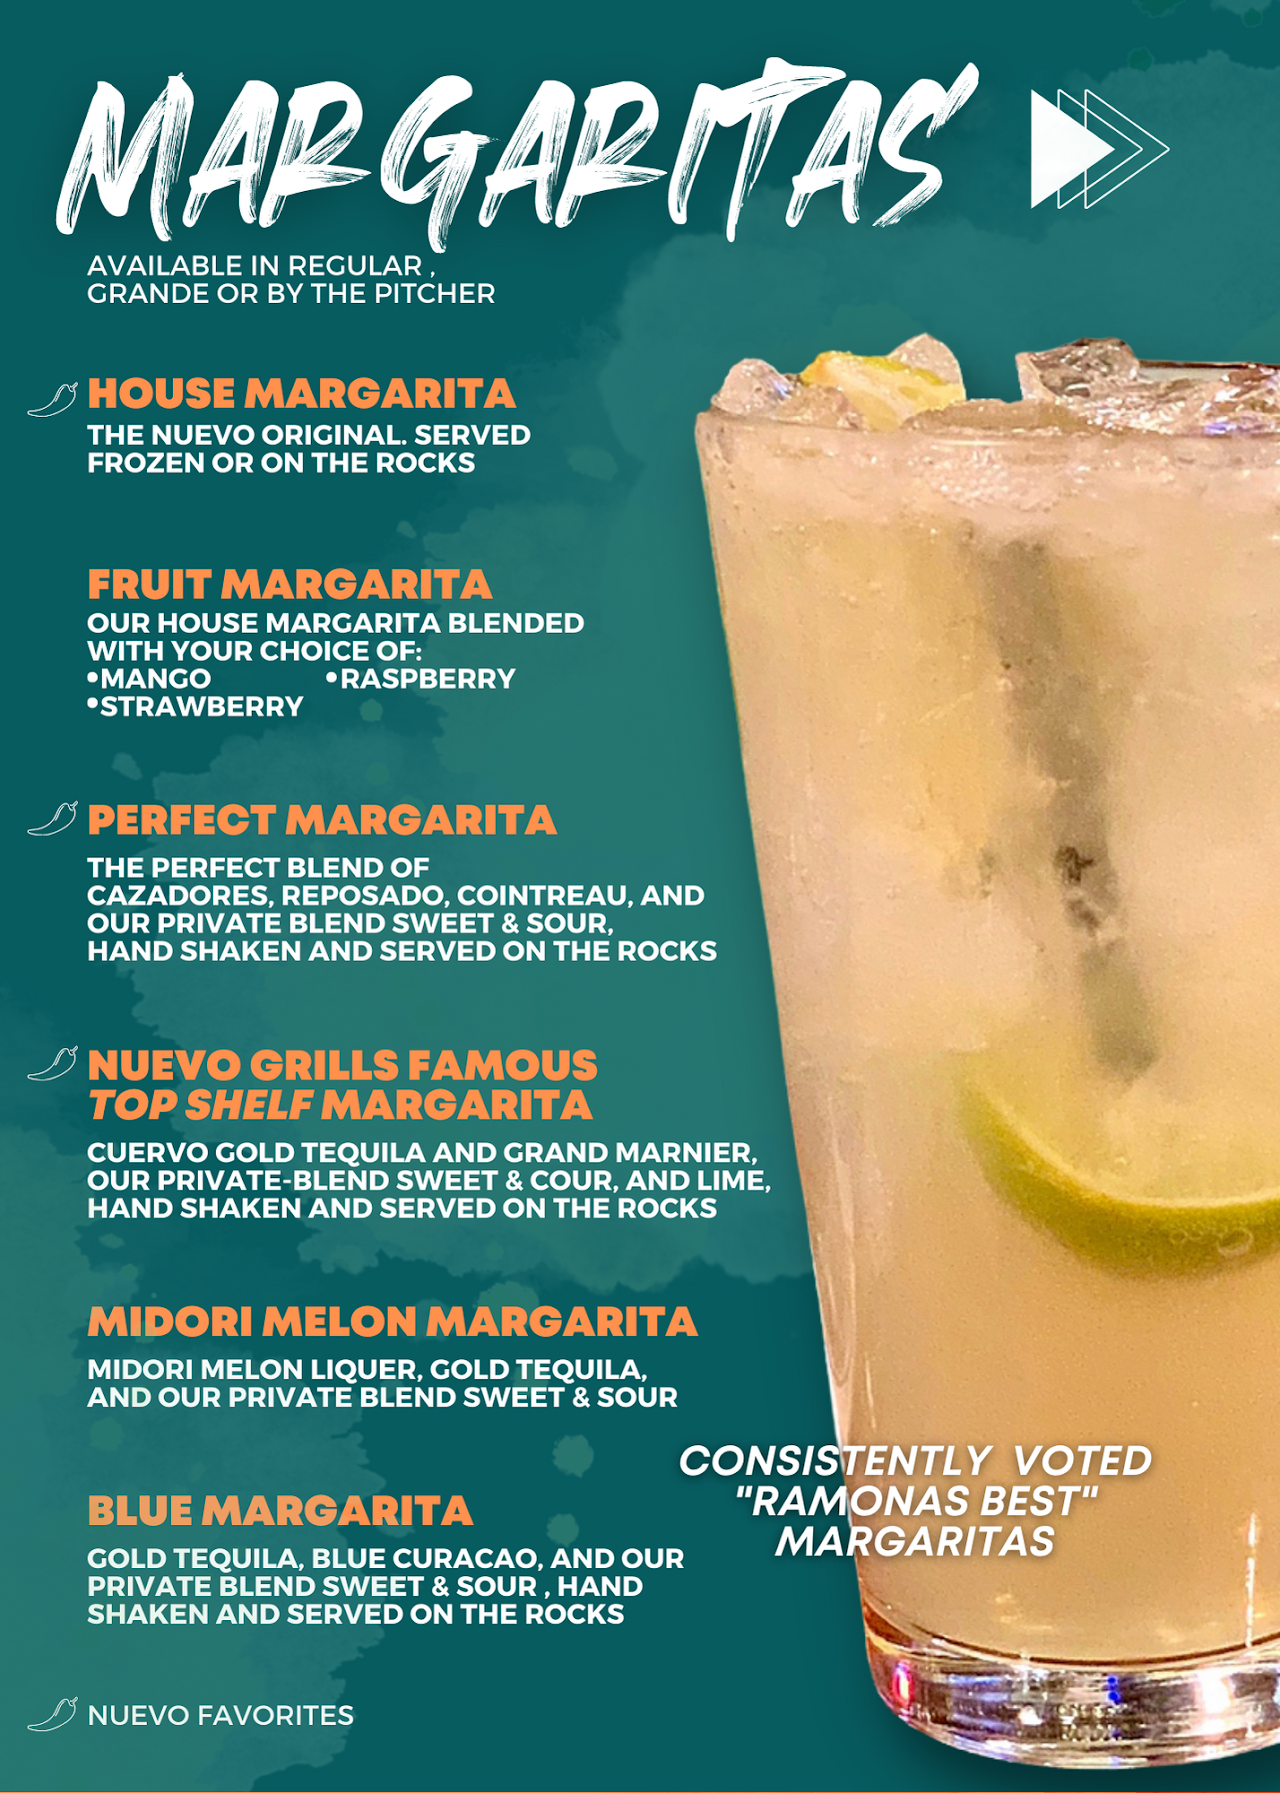 MARGARITAS
AVAILABLE IN REGULAR ,
GRANDE OR BY THE PITCHER
HOUSE MARGARITA
THE NUEVO ORIGINAL. SERVED
FROZEN OR ON THE ROCKS
FRUIT MARGARITA
OUR HOUSE MARGARITA BLENDED
WITH YOUR CHOICE OF:
•MANGO •RASPBERRY
•STRAWBERRY
PERFECT MARGARITA
THE PERFECT BLEND OF
CAZADORES, REPOSADO, COINTREAU, AND
OUR PRIVATE BLEND SWEET & SOUR,
HAND SHAKEN AND SERVED ON THE ROCKS
NUEVO GRILLS FAMOUS
TOP SHELF MARGARITA
CUERVO GOLD TEQUILA AND GRAND MARNIER,
OUR PRIVATE-BLEND SWEET & COUR, AND LIME,
HAND SHAKEN AND SERVED ON THE ROCKS
MIDORI MELON MARGARITA
MIDORI MELON LIQUER, GOLD TEQUILA,
AND OUR PRIVATE BLEND SWEET & SOUR
CONSISTENTLY VOTED
"RAMONAS BEST"
MARGARITAS
BLUE MARGARITA
GOLD TEQUILA, BLUE CURACAO, AND OUR
PRIVATE BLEND SWEET & SOUR , HAND
SHAKEN AND SERVED ON THE ROCKS
NUEVO FAVORITES